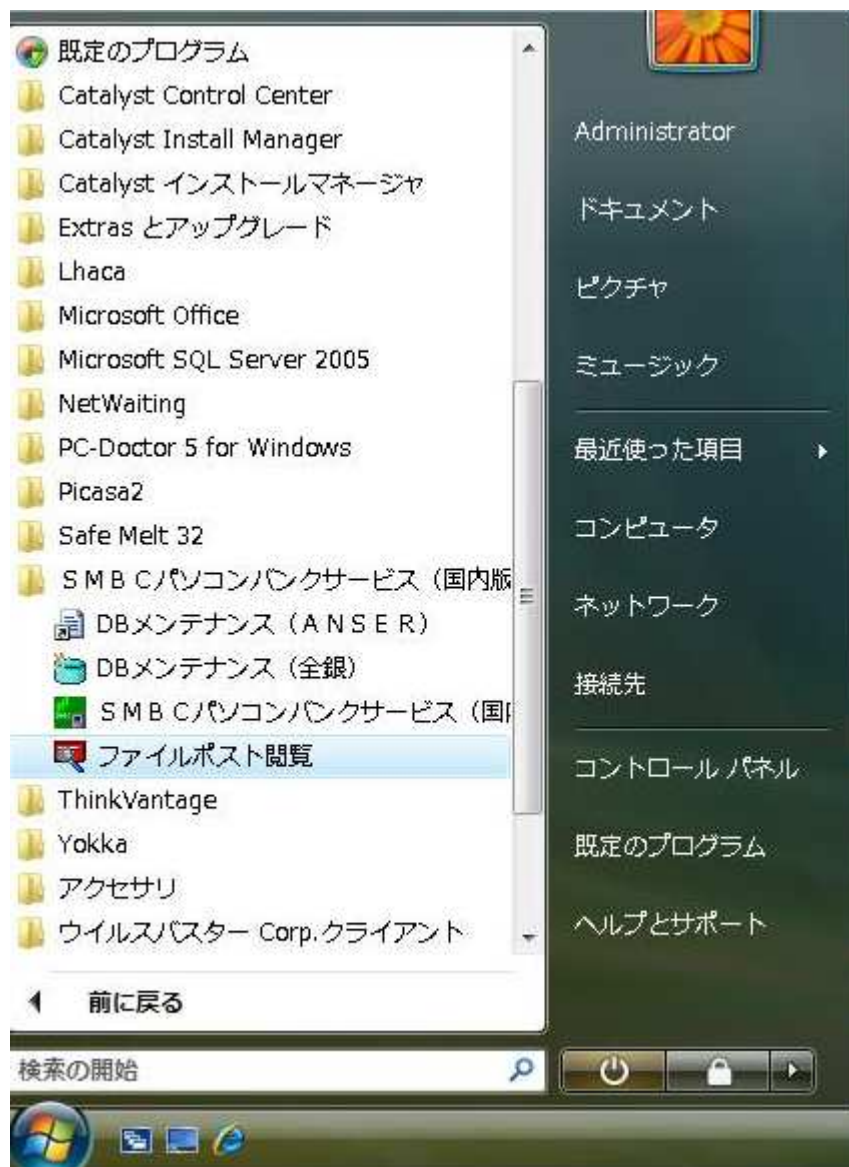 既定のプログラム
Catalyst Control Center
Catalyst Install Manager
Catalyst インストールマネージャ
Extras とアップグレード
Lhaca
Microsoft Office
Microsoft SQL Server 2005
NetWaiting
PC-Doctor 5 for Windows
Picasa2
Safe Melt 32
ＳＭＢＣパソコンバンクサービス（国内版
DBメンテナンス（ＡＮＳＥＲ）
DBメンテナンス（全銀）
ＳＭＢＣパソコンバンクサービス（国
ファイルポスト閲覧
ThinkVantage
Yokka
アクセサリ
ウイルスバスター Corp.クライアント
前に戻る
検索の開始
Administrator
ドキュメント
ピクチャ
ミュージック
最近使った項目
コンピュータ
ネットワーク
接続先
コントロール パネル
既定のプログラム
ヘルプとサポート